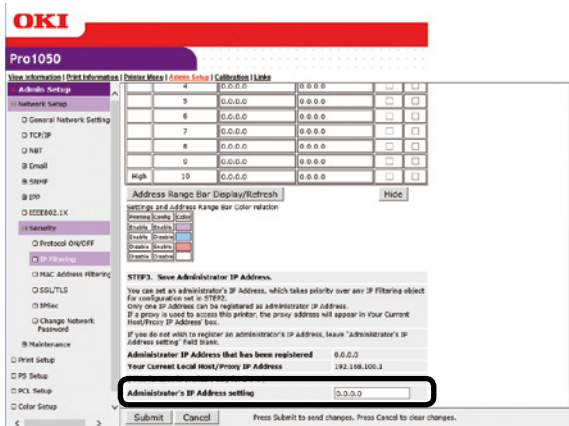 OKI
Pro1050
View Information | Print Information | Printer Menu | Admin Setup | Calibration | Links
Admin Setup
Network Setup
General Network Setting
TCP/IP
NBT
Email
SNMP
IPP
IEEE802.1X
Security
Protocol ON/OFF
IP Filtering
MAC Address Filtering
SSL/TLS
IPSec
Change Network
Password
Maintenance
Print Setup
PS Setup
PCL Setup
Color Setup
4 0.0.0.0 0.0.0.0
5 0.0.0.0 0.0.0.0
6 0.0.0.0 0.0.0.0
7 0.0.0.0 0.0.0.0
8 0.0.0.0 0.0.0.0
9 0.0.0.0 0.0.0.0
High 10 0.0.0.0 0.0.0.0
Address Range Bar Display/Refresh Hide
Settings and Address Range Bar Color relation
Printing Config Color
Enable Enable
Enable Disable
Disable Enable
Disable Disable
STEP3. Save Administrator IP Address.
You can set an administrator's IP Address, which takes priority over any IP Filtering object
for configuration set in STEP2.
Only one IP Address can be registered as administrator IP Address.
If a proxy is used to access this printer, the proxy address will appear in 'Your Current
Host/Proxy IP Address' box.
If you do not wish to register an administrator's IP Address, leave "Administrator's IP
Address setting" field blank.
Administrator IP Address that has been registered 0.0.0.0
Your Current Local Host/Proxy IP Address 192.168.100.1
Administrator's IP Address setting 0.0.0.0
Submit Cancel Press Submit to send changes. Press Cancel to clear changes.